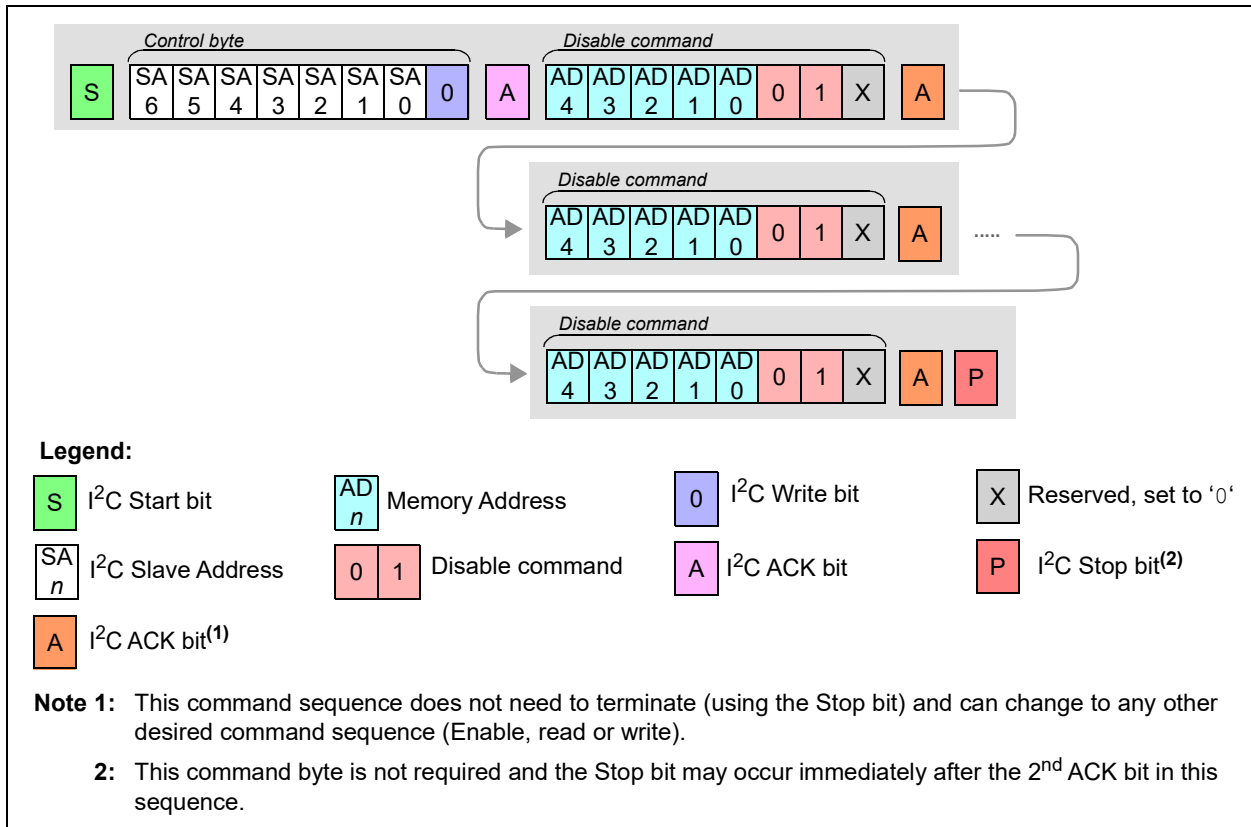 Control byte Disable command
S SA 6 SA 5 SA 4 SA 3 SA 2 SA 1 SA 0 0 A AD 4 AD 3 AD 2 AD 1 AD 0 0 1 X A
Disable command
AD 4 AD 3 AD 2 AD 1 AD 0 0 1 X A .....
Disable command
AD 4 AD 3 AD 2 AD 1 AD 0 0 1 X A P
Legend:
S I2C Start bit AD n Memory Address 0 I2C Write bit X Reserved, set to ‘0‘
SA n I2C Slave Address 0 1 Disable command A I2C ACK bit P I2C Stop bit(2)
A I2C ACK bit(1)
Note 1: This command sequence does not need to terminate (using the Stop bit) and can change to any other
desired command sequence (Enable, read or write).
2: This command byte is not required and the Stop bit may occur immediately after the 2nd ACK bit in this
sequence.